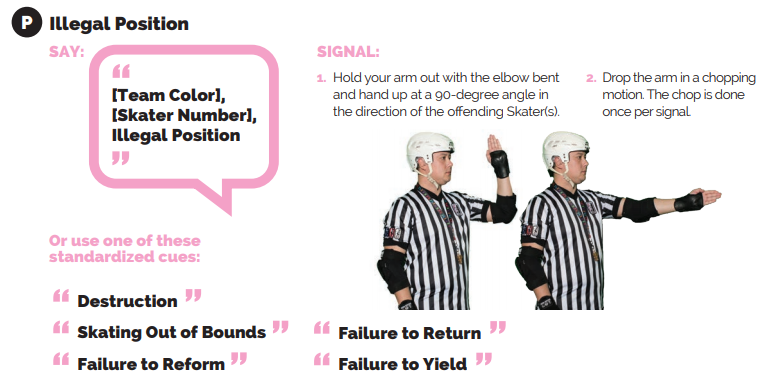 P Illegal Position
SAY:
“
[Team Color],
[Skater Number],
Illegal Position
”
SIGNAL:
1. Hold your arm out with the elbow bent
and hand up at a 90-degree angle in
the direction of the offending Skater(s).
2. Drop the arm in a chopping
motion. The chop is done
once per signal.
Or use one of these
standardized cues:
“ Destruction ”
“ Skating Out of Bounds ”
“ Failure to Reform ”
“ Failure to Return ”
“ Failure to Yield ”